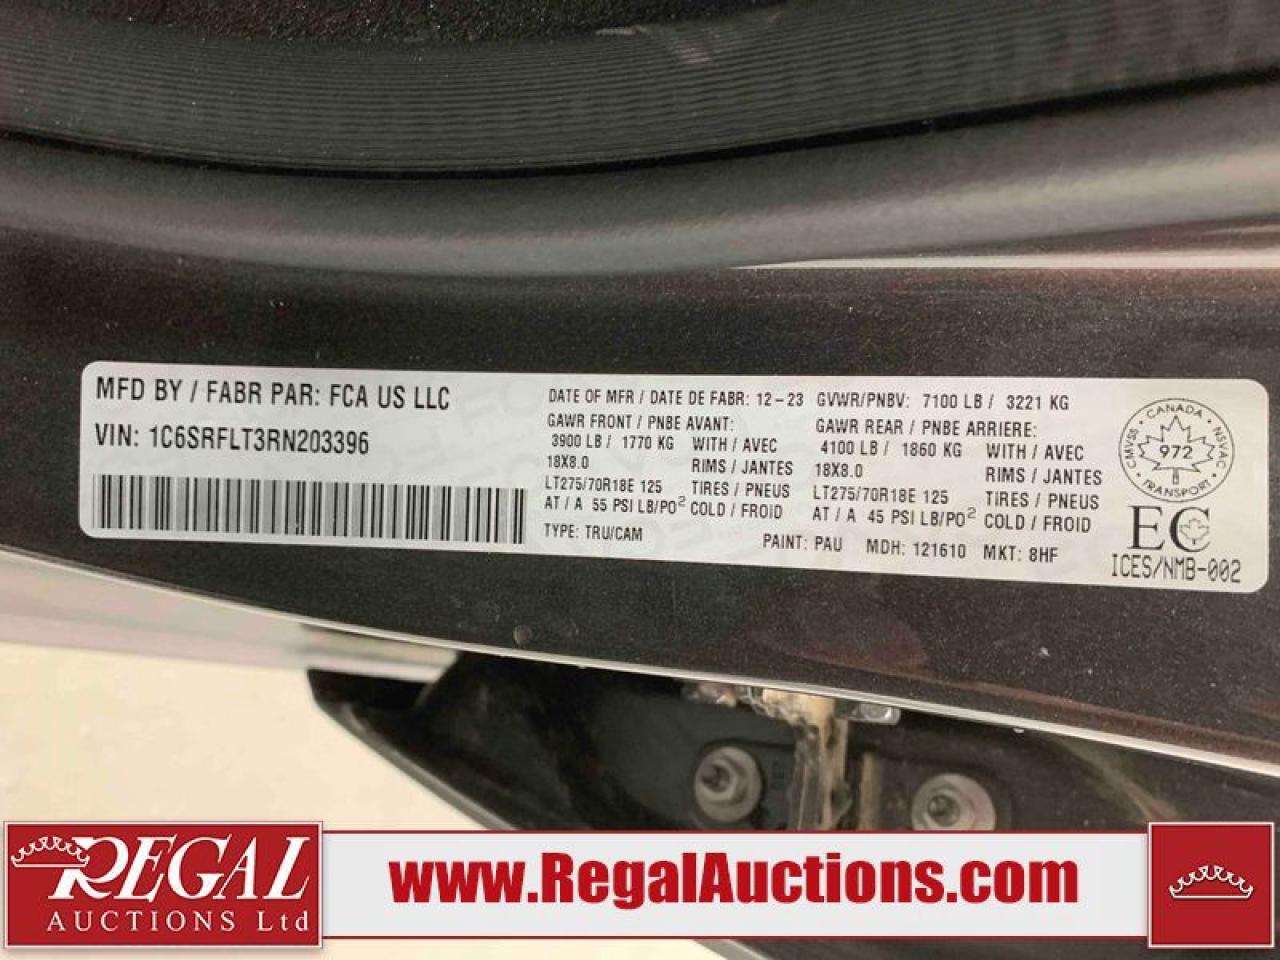 MFD BY / FABR PAR: FCA US LLC
VIN: 1C6SRFLT3RN203396
DATE OF MFR / DATE DE FABR: 12-23 GVWR/PNBV: 7100 LB / 3221 KG
GAWR FRONT / PNBE AVANT:
3900 LB / 1770 KG WITH / AVEC
18X8.0 RIMS / JANTES
LT275/70R18E 125 TIRES / PNEUS
AT / A 55 PSI LB/PO² COLD / FROID
GAWR REAR / PNBE ARRIERE:
4100 LB / 1860 KG WITH / AVEC
18X8.0 RIMS / JANTES
LT275/70R18E 125 TIRES / PNEUS
AT / A 45 PSI LB/PO² COLD / FROID
TYPE: TRU/CAM PAINT: PAU MDH: 121610 MKT: 8HF
CANADA
CMVSS 972 NSVAC
TRANSPORT
EC
ICES/NMB-002
REGAL
AUCTIONS Ltd
www.RegalAuctions.com